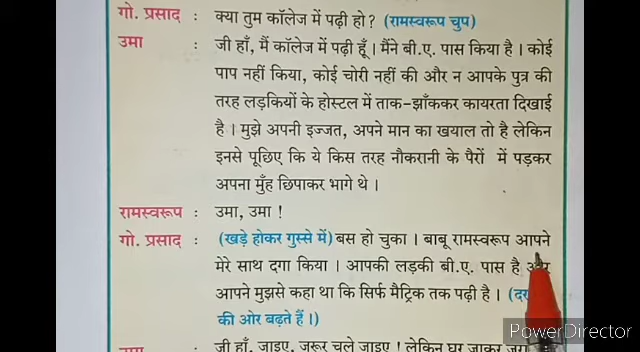 गो. प्रसाद : क्या तुम कॉलेज में पढ़ी हो ? (रामस्वरूप चुप)
उमा : जी हाँ, मैं कॉलेज में पढ़ी हूँ । मैंने बी.ए. पास किया है । कोई
पाप नहीं किया, कोई चोरी नहीं की और न आपके पुत्र की
तरह लड़कियों के होस्टल में ताक-झाँककर कायरता दिखाई
है । मुझे अपनी इज्जत, अपने मान का खयाल तो है लेकिन
इनसे पूछिए कि ये किस तरह नौकरानी के पैरों में पड़कर
अपना मुँह छिपाकर भागे थे ।
रामस्वरूप : उमा, उमा !
गो. प्रसाद : (खड़े होकर गुस्से में) बस हो चुका । बाबू रामस्वरूप आपने
मेरे साथ दगा किया । आपकी लड़की बी.ए. पास है और
आपने मुझसे कहा था कि सिर्फ मैट्रिक तक पढ़ी है ।
की ओर बढ़ते हैं ।)
जी हाँ, जाइए, जरूर चले जाइए ! लेकिन घर जाकर
PowerDirector